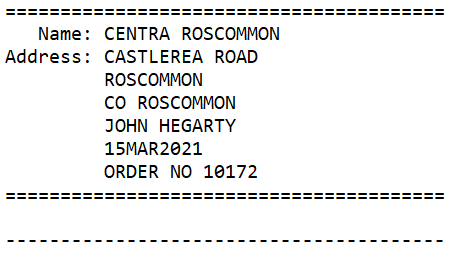 ========================================
   Name: CENTRA ROSCOMMON
Address: CASTLEREA ROAD
         ROSCOMMON
         CO ROSCOMMON
         JOHN HEGARTY
         15MAR2021
         ORDER NO 10172
========================================
----------------------------------------